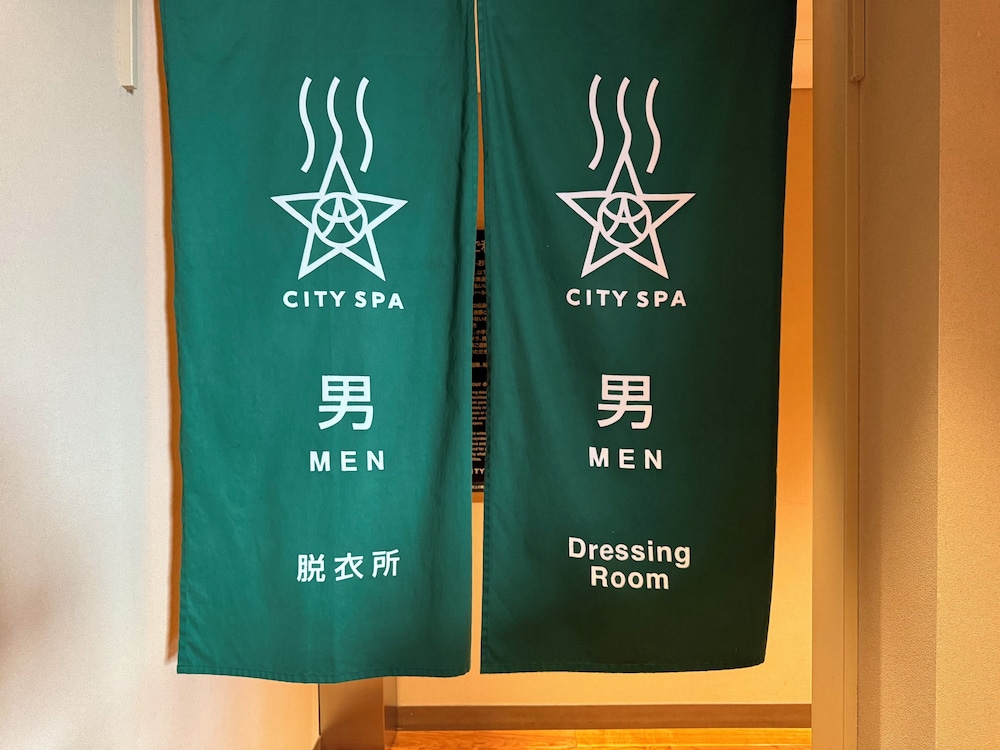 CITY SPA
男
MEN
脱衣所
CITY SPA
男
MEN
Dressing
Room